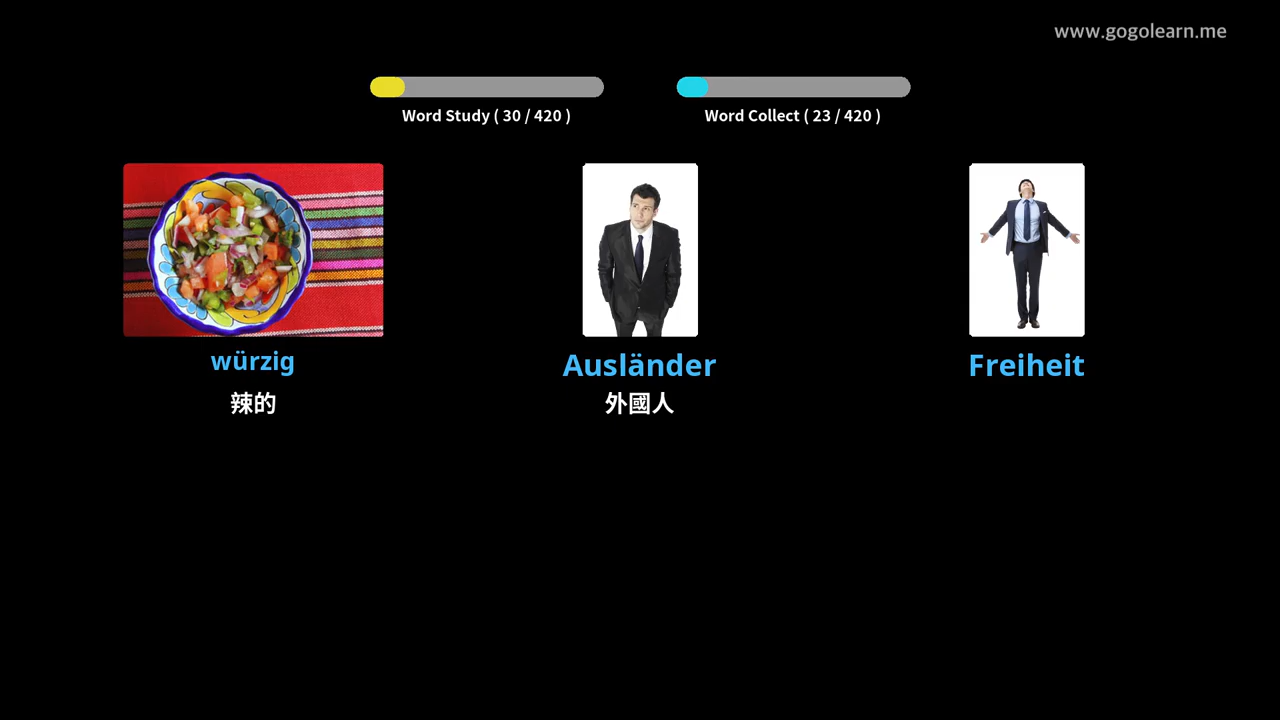 www.gogolearn.me
Word Study ( 30 / 420 )
Word Collect ( 23 / 420 )
würzig
Ausländer
Freiheit
辣的
外國人